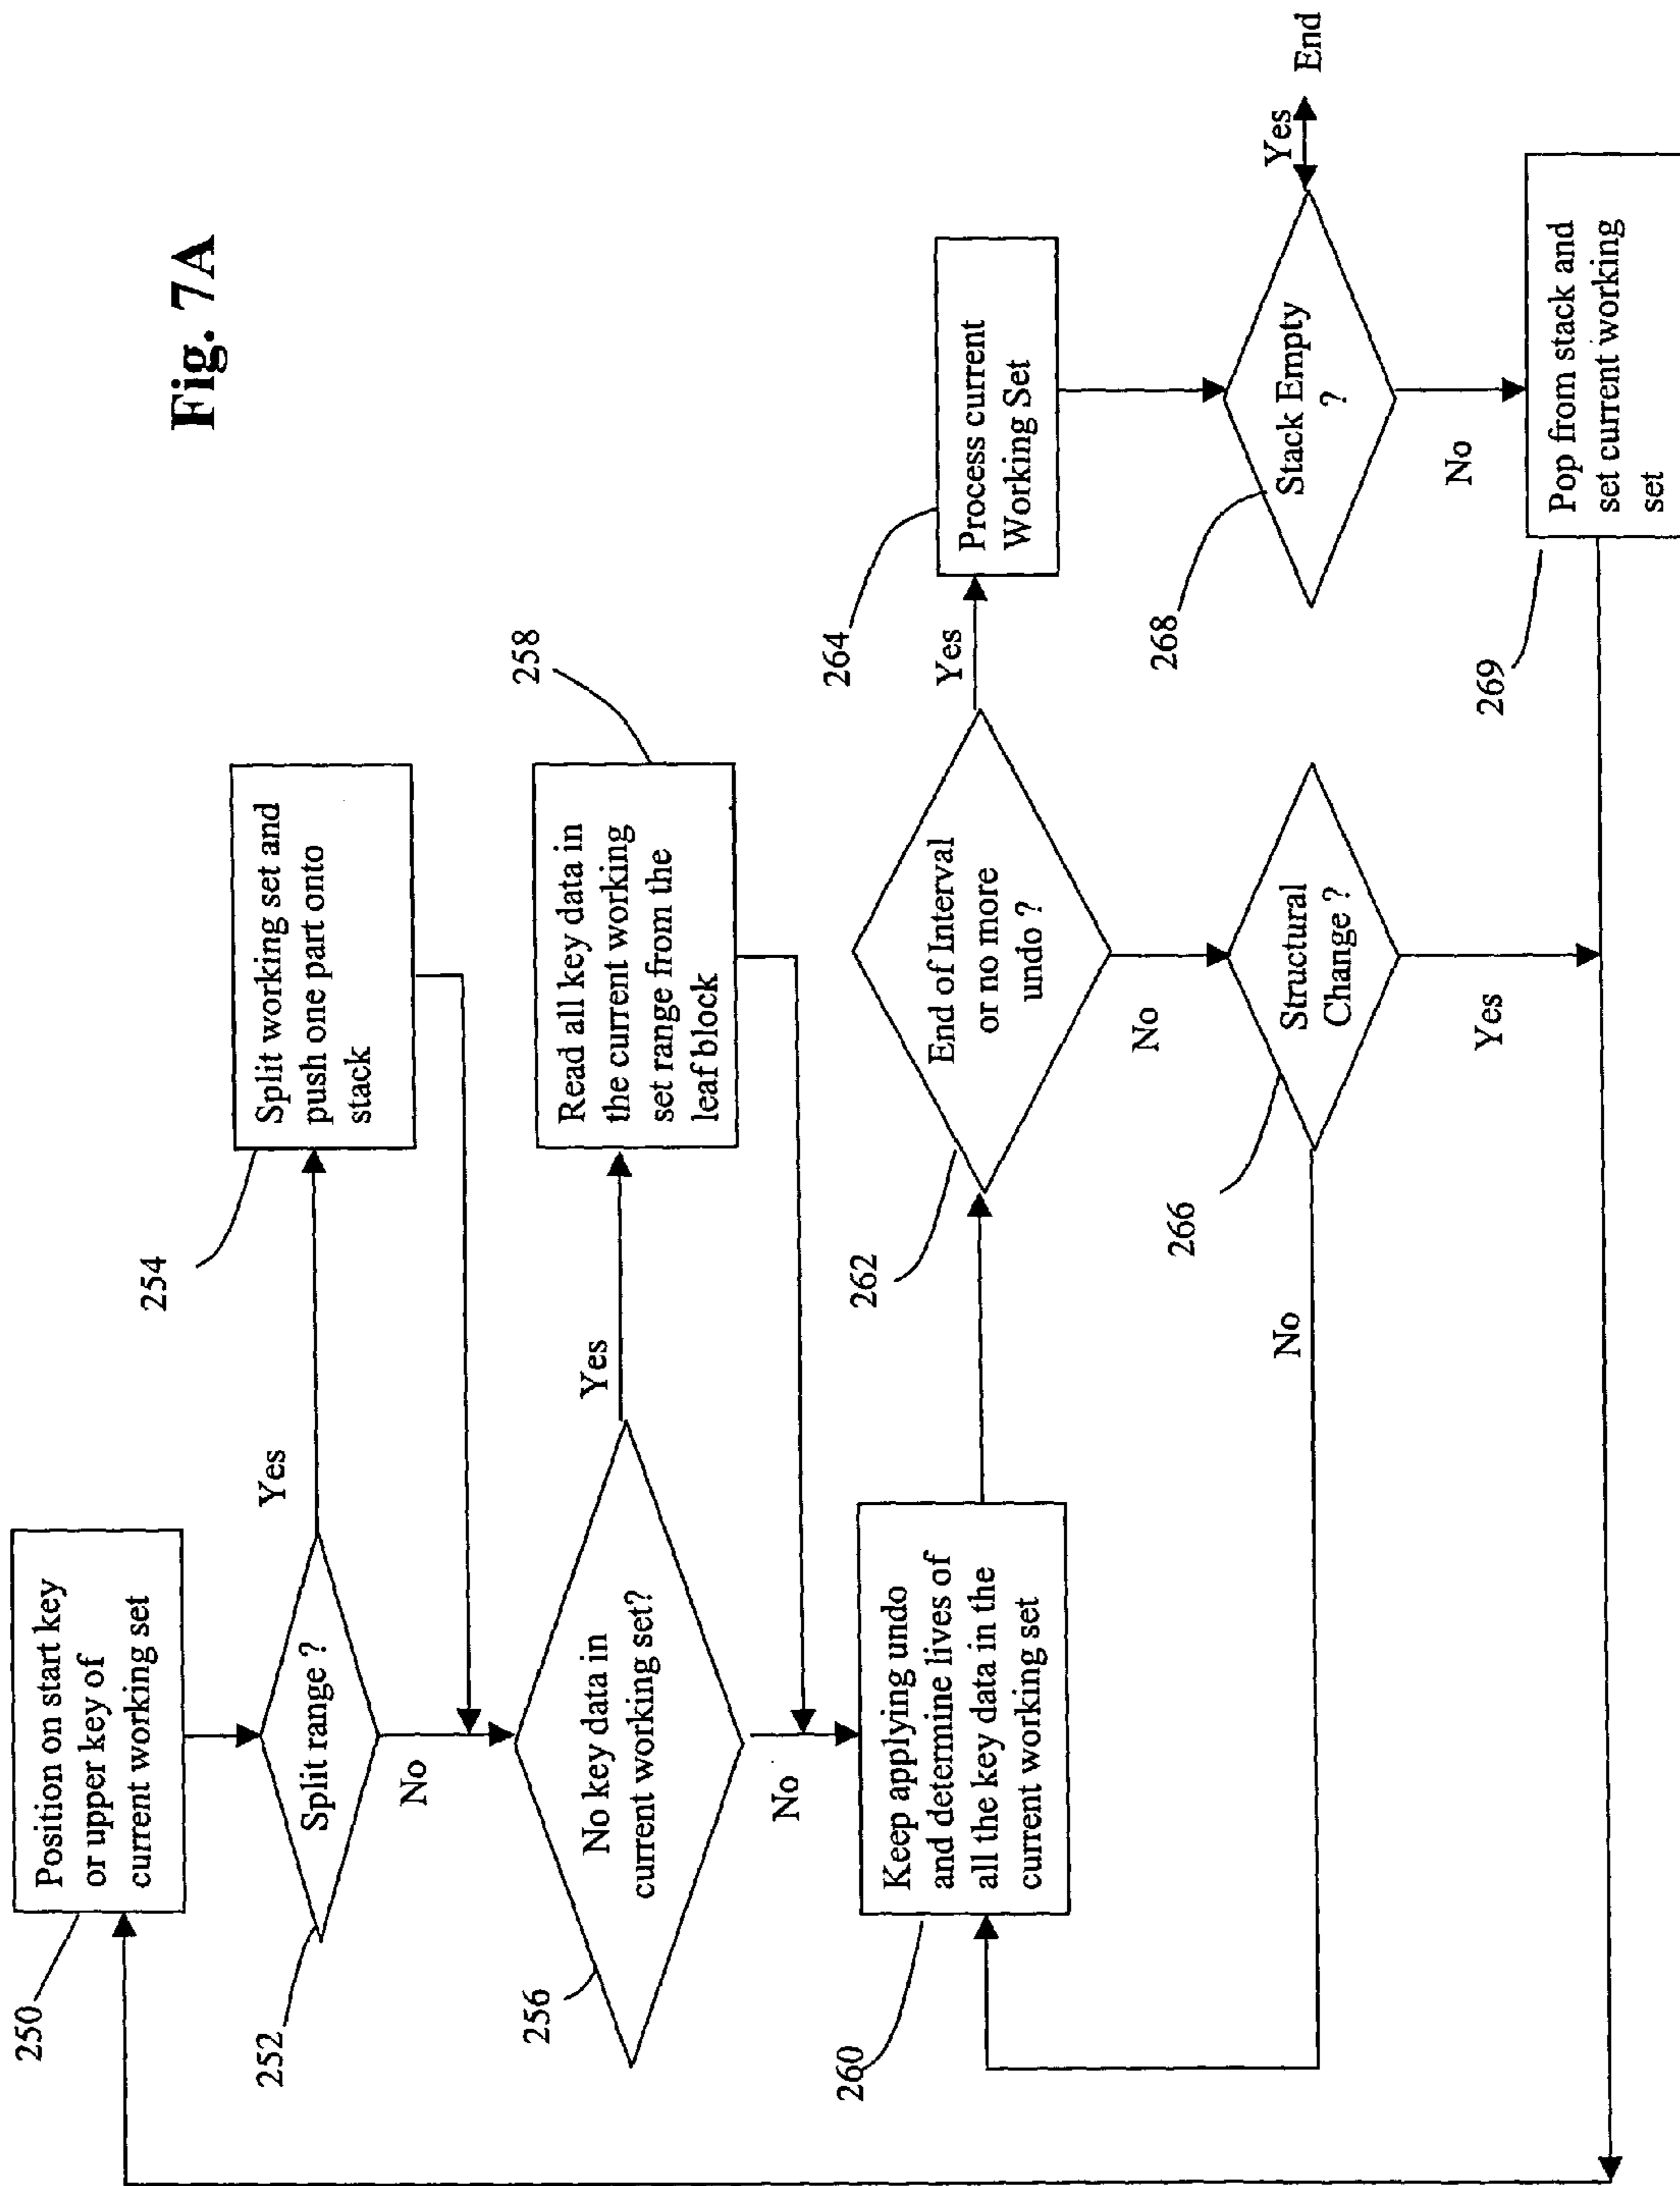 Fig. 7A
250
Position on start key
or upper key of
current working set
252
Split range ?
Yes
No
254
Split working set and
push one part onto
stack
256
No key data in
current working set?
Yes
No
258
Read all key data in
the current working
set range from the
leaf block
260
Keep applying undo
and determine lives of
all the key data in the
current working set
262
End of Interval
or no more
undo ?
Yes
No
264
Process current
Working Set
266
Structural
Change ?
No
Yes
268
Stack Empty
?
Yes
End
No
269
Pop from stack and
set current working
set